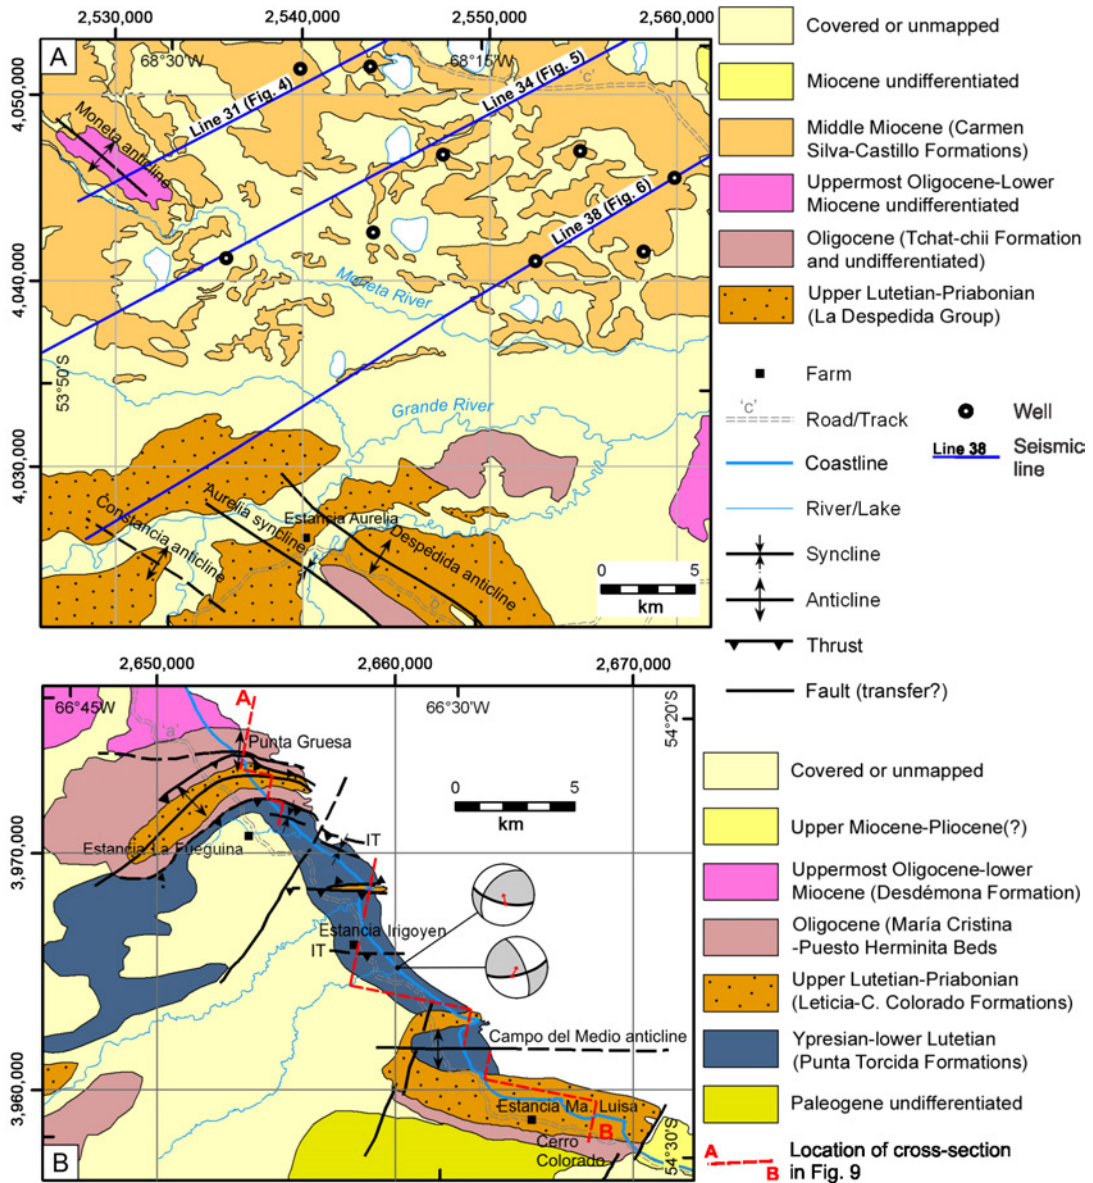 2,530,000
2,540,000
2,550,000
2,560,000
A
68°30'W
68°15'W
'c'
4,050,000
Line 31 (Fig. 4)
Line 34 (Fig. 5)
Moneta anticline
Line 38 (Fig. 6)
4,040,000
Moneta River
53°50'S
Grande River
4,030,000
Constancia anticline
Aurelia syncline
Estancia Aurelia
Despedida anticline
'b'
0 5
km
Covered or unmapped
Miocene undifferentiated
Middle Miocene (Carmen
Silva-Castillo Formations)
Uppermost Oligocene-Lower
Miocene undifferentiated
Oligocene (Tchat-chii Formation
and undifferentiated)
Upper Lutetian-Priabonian
(La Despedida Group)
Farm
'c'
Road/Track
Well
Coastline
Line 38
Seismic
line
River/Lake
Syncline
Anticline
Thrust
Fault (transfer?)
2,650,000
2,660,000
2,670,000
66°45'W
A
66°30'W
54°20'S
'a'
Punta Gruesa
0 5
km
3,970,000
Estancia La Fueguina
IT
Estancia Irigoyen
IT
Campo del Medio anticline
3,960,000
Estancia Ma. Luisa
B
Cerro
Colorado
54°30'S
B
Covered or unmapped
Upper Miocene-Pliocene(?)
Uppermost Oligocene-lower
Miocene (Desdémona Formation)
Oligocene (María Cristina
-Puesto Herminita Beds
Upper Lutetian-Priabonian
(Leticia-C. Colorado Formations)
Ypresian-lower Lutetian
(Punta Torcida Formations)
Paleogene undifferentiated
A
B
Location of cross-section
in Fig. 9